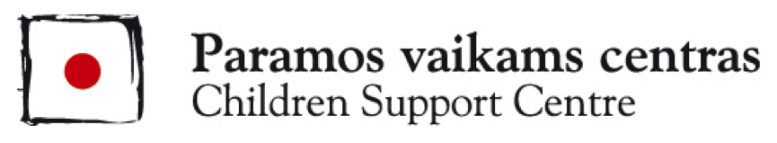 Paramos vaikams centras
Children Support Centre